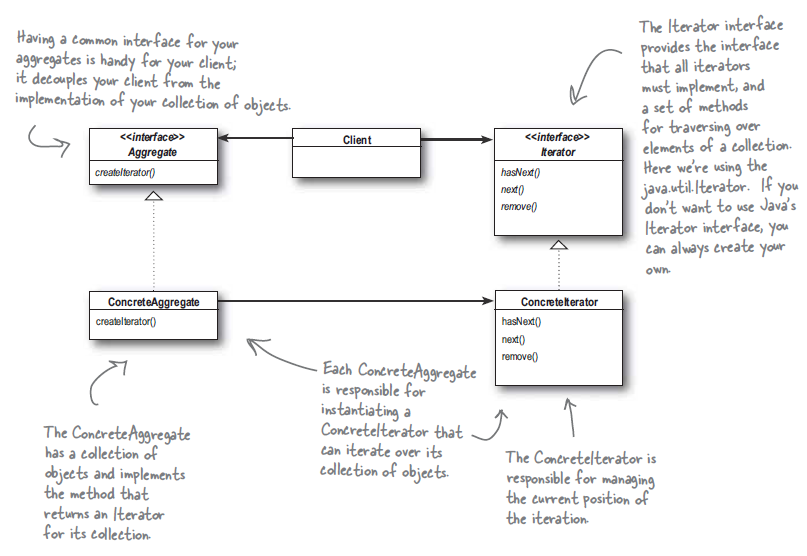 Having a common interface for your
aggregates is handy for your client;
it decouples your client from the
implementation of your collection of objects.
The Iterator interface
provides the interface
that all iterators
must implement, and
a set of methods
for traversing over
elements of a collection.
Here we're using the
java.util.Iterator. If you
don't want to use Java's
Iterator interface, you
can always create your
own.
<<interface>>
Aggregate
createIterator()
Client
<<interface>>
Iterator
hasNext()
next()
remove()
ConcreteAggregate
createIterator()
ConcreteIterator
hasNext()
next()
remove()
Each ConcreteAggregate
is responsible for
instantiating a
ConcreteIterator that
can iterate over its
collection of objects.
The ConcreteAggregate
has a collection of
objects and implements
the method that
returns an Iterator
for its collection.
The ConcreteIterator is
responsible for managing
the current position of
the iteration.